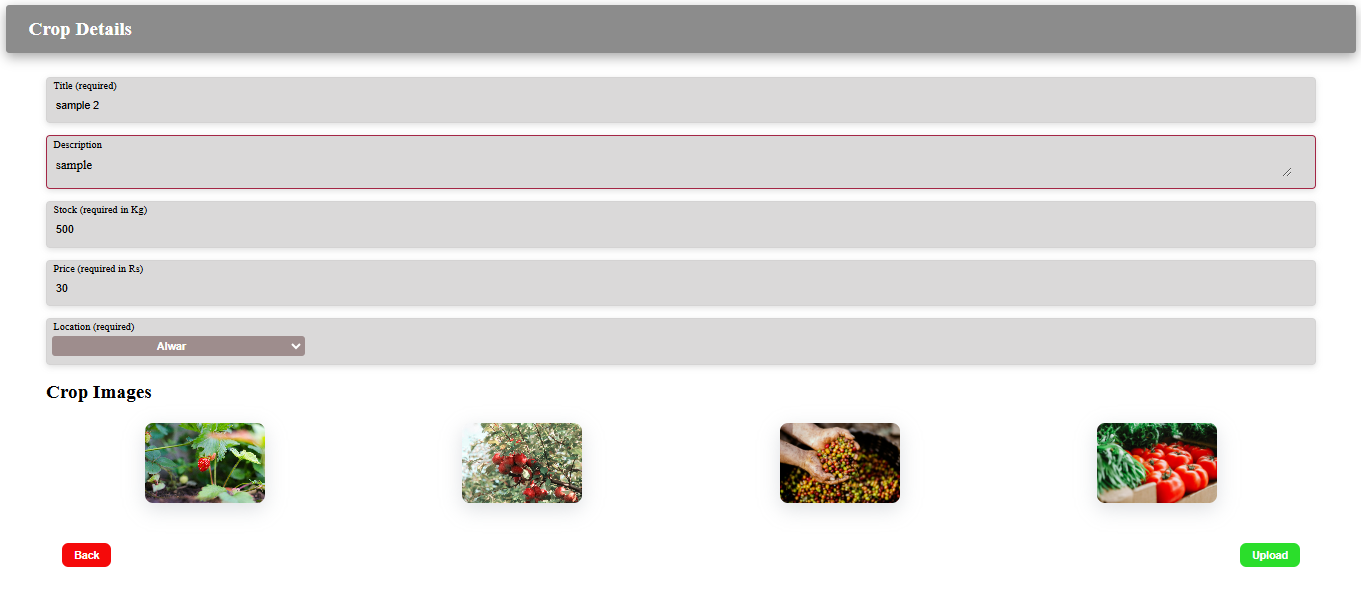 Crop Details
Title (required)
sample 2
Description
sample
Stock (required in Kg)
500
Price (required in Rs)
30
Location (required)
Alwar
Crop Images
Back
Upload